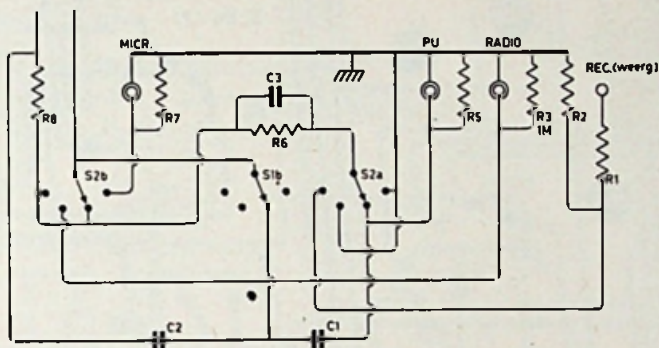 MICR.
PU
RADIO
REC.(weerg)
C3
R8
R7
R6
R5
R3
1M
R2
R1
S2b
S1b
S2a
C2
C1